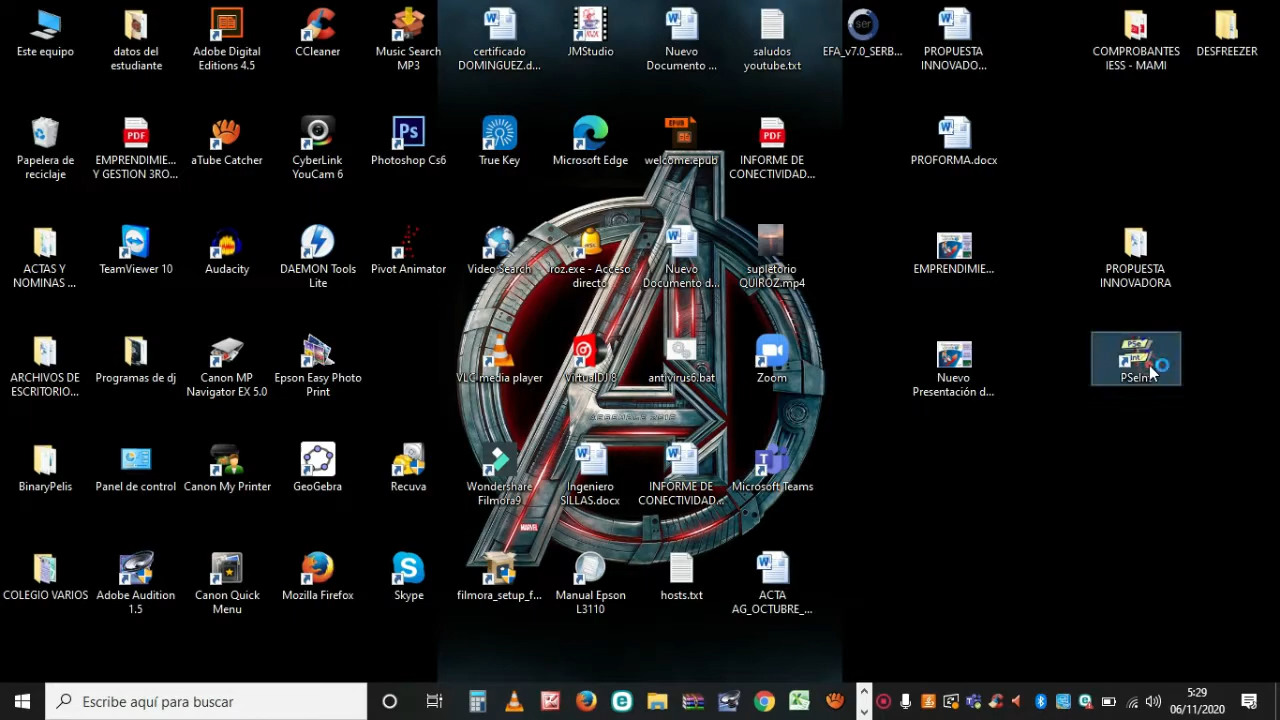 Este equipo
datos del
estudiante
Adobe Digital
Editions 4.5
CCleaner
Music Search
MP3
certificado
DOMINGUEZ.d...
JMStudio
Nuevo
Documento ...
saludos
youtube.txt
EFA_v7.0_SERB...
PROPUESTA
INNOVADO...
COMPROBANTES
IESS - MAMI
DESFREEZER
Papelera de
reciclaje
EMPRENDIMIE...
Y GESTION 3RO...
aTube Catcher
CyberLink
YouCam 6
Photoshop Cs6
True Key
Microsoft Edge
welcome.epub
INFORME DE
CONECTIVIDAD...
PROFORMA.docx
ACTAS Y
NOMINAS ...
TeamViewer 10
Audacity
DAEMON Tools
Lite
Pivot Animator
Video Search
roz.exe - Acceso
directo
Nuevo
Documento d...
supletorio
QUIROZ.mp4
EMPRENDIMIE...
PROPUESTA
INNOVADORA
ARCHIVOS DE
ESCRITORIO...
Programas de dj
Canon MP
Navigator EX 5.0
Epson Easy Photo
Print
VLC media player
VirtualDJ 8
antivirus6.bat
Zoom
Nuevo
Presentación d...
PSeInt
BinaryPelis
Panel de control
Canon My Printer
GeoGebra
Recuva
Wondershare
Filmora9
Ingeniero
SILLAS.docx
INFORME DE
CONECTIVIDAD...
Microsoft Teams
MARVEL
COLEGIO VARIOS
Adobe Audition
1.5
Canon Quick
Menu
Mozilla Firefox
Skype
filmora_setup_f...
Manual Epson
L3110
hosts.txt
ACTA
AG_OCTUBRE_...
Escribe aquí para buscar
5:29
06/11/2020